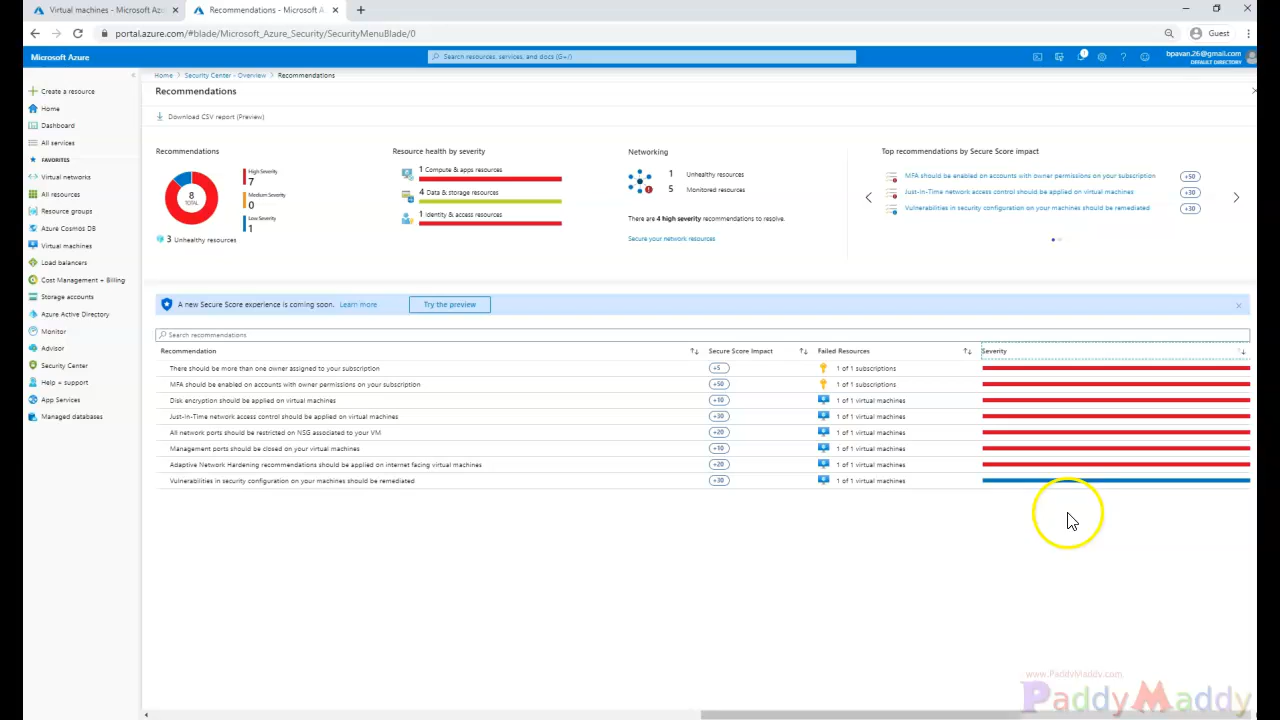 Virtual machines - Microsoft Az
Recommendations - Microsoft A
portal.azure.com/#blade/Microsoft_Azure_Security/SecurityMenuBlade/0
Guest
Microsoft Azure
Search resources, services, and docs (G+/)
1
bpavan.26@gmail.com
DEFAULT DIRECTORY
Create a resource
Home
Dashboard
All services
FAVORITES
Virtual networks
All resources
Resource groups
Azure Cosmos DB
Virtual machines
Load balancers
Cost Management + Billing
Storage accounts
Azure Active Directory
Monitor
Advisor
Security Center
Help + support
App Services
Managed databases
Home > Security Center - Overview > Recommendations
Recommendations
Download CSV report (Preview)
Recommendations
8
TOTAL
High Severity
7
Medium Severity
0
Low Severity
1
3 Unhealthy resources
Resource health by severity
1 Compute & apps resources
4 Data & storage resources
1 Identity & access resources
Networking
1 Unhealthy resources
5 Monitored resources
There are 4 high severity recommendations to resolve.
Secure your network resources
Top recommendations by Secure Score impact
MFA should be enabled on accounts with owner permissions on your subscription +50
Just-In-Time network access control should be applied on virtual machines +30
Vulnerabilities in security configuration on your machines should be remediated +30
A new Secure Score experience is coming soon. Learn more Try the preview
Search recommendations
Recommendation Secure Score Impact Failed Resources Severity
There should be more than one owner assigned to your subscription +5 1 of 1 subscriptions
MFA should be enabled on accounts with owner permissions on your subscription +50 1 of 1 subscriptions
Disk encryption should be applied on virtual machines +10 1 of 1 virtual machines
Just-In-Time network access control should be applied on virtual machines +30 1 of 1 virtual machines
All network ports should be restricted on NSG associated to your VM +20 1 of 1 virtual machines
Management ports should be closed on your virtual machines +10 1 of 1 virtual machines
Adaptive Network Hardening recommendations should be applied on internet facing virtual machines +20 1 of 1 virtual machines
Vulnerabilities in security configuration on your machines should be remediated +30 1 of 1 virtual machines
www.PaddyMaddy.com
PaddyMaddy